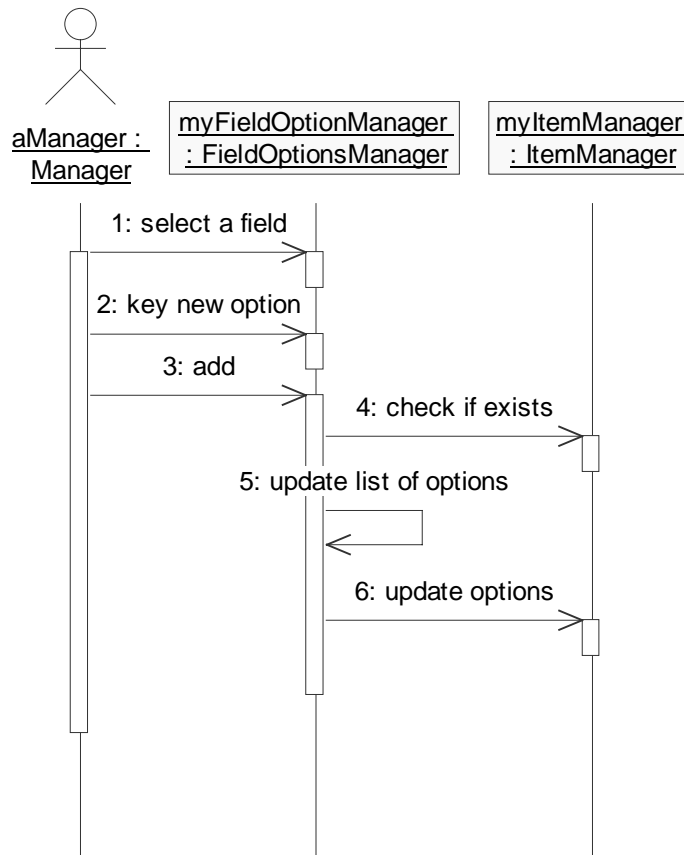 aManager :
Manager
myFieldOptionManager
: FieldOptionsManager
myItemManager
: ItemManager
1: select a field
2: key new option
3: add
4: check if exists
5: update list of options
6: update options